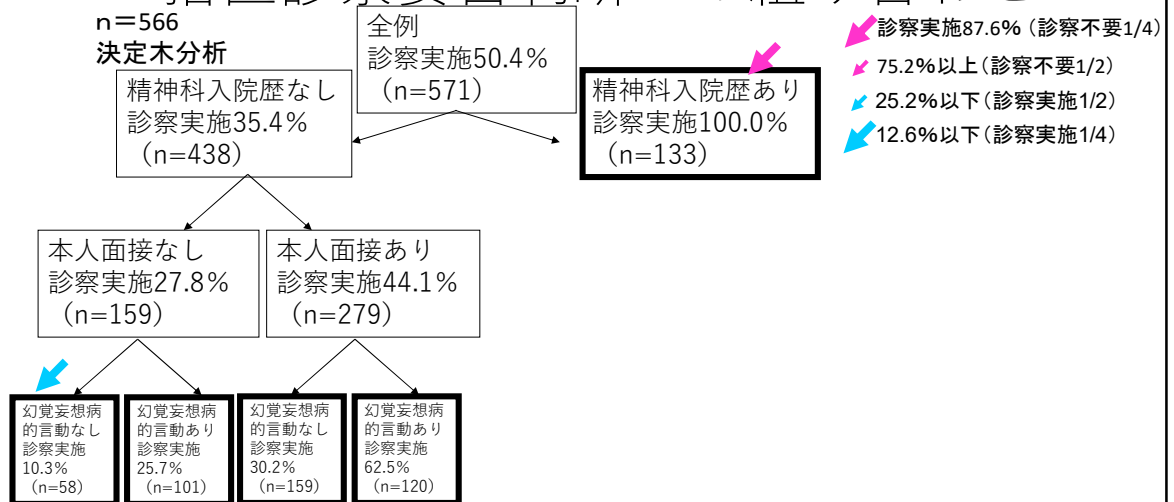 n＝566
決定木分析
全例
診察実施50.4%
(n=571)
診察実施87.6%（診察不要1/4）
75.2%以上（診察不要1/2）
25.2%以下（診察実施1/2）
12.6%以下（診察実施1/4）
精神科入院歴なし
診察実施35.4%
(n=438)
精神科入院歴あり
診察実施100.0%
(n=133)
本人面接なし
診察実施27.8%
(n=159)
本人面接あり
診察実施44.1%
(n=279)
幻覚妄想病
的言動なし
診察実施
10.3%
(n=58)
幻覚妄想病
的言動あり
診察実施
25.7%
(n=101)
幻覚妄想病
的言動なし
診察実施
30.2%
(n=159)
幻覚妄想病
的言動あり
診察実施
62.5%
(n=120)